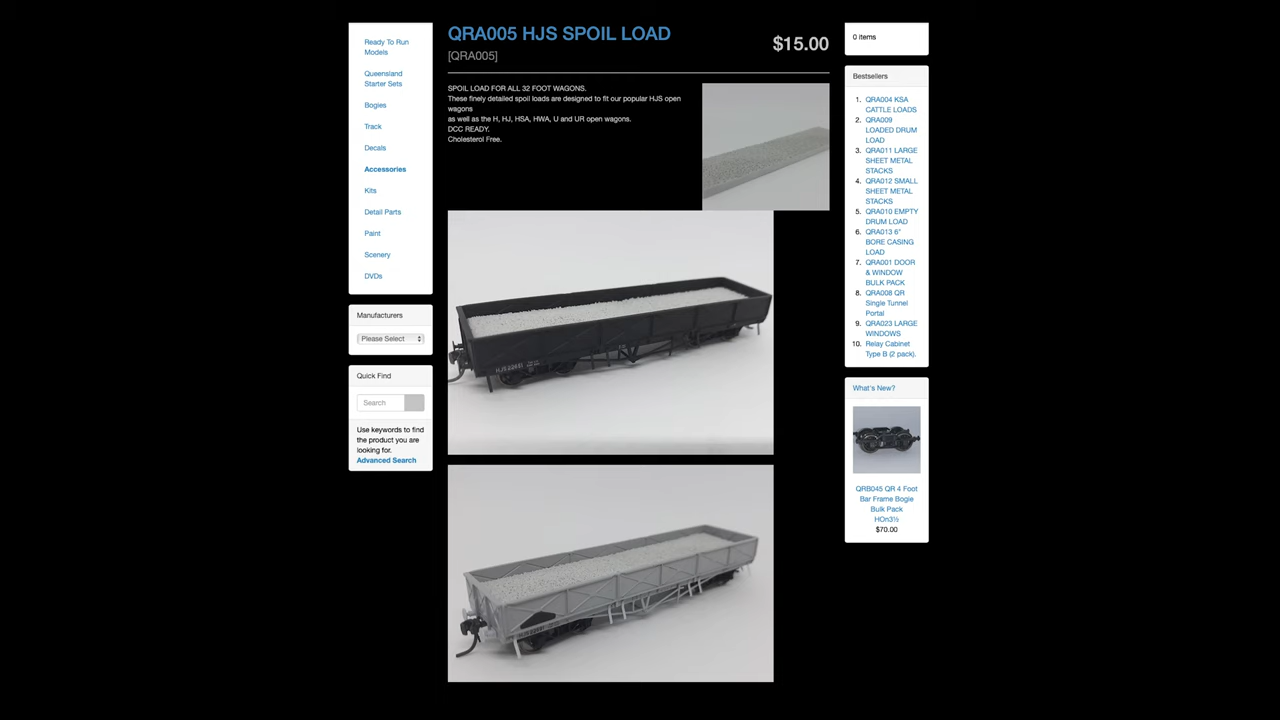 Ready To Run
Models
Queensland
Starter Sets
Bogies
Track
Decals
Accessories
Kits
Detail Parts
Paint
Scenery
DVDs
Manufacturers
Please Select
Quick Find
Search
Use keywords to find
the product you are
looking for.
Advanced Search
QRA005 HJS SPOIL LOAD
[QRA005]
$15.00
SPOIL LOAD FOR ALL 32 FOOT WAGONS.
These finely detailed spoil loads are designed to fit our popular HJS open
wagons
as well as the H, HJ, HSA, HWA, U and UR open wagons.
DCC READY.
Cholesterol Free.
0 items
Bestsellers
1. QRA004 KSA
CATTLE LOADS
2. QRA009
LOADED DRUM
LOAD
3. QRA011 LARGE
SHEET METAL
STACKS
4. QRA012 SMALL
SHEET METAL
STACKS
5. QRA010 EMPTY
DRUM LOAD
6. QRA013 6"
BORE CASING
LOAD
7. QRA001 DOOR
& WINDOW
BULK PACK
8. QRA008 QR
Single Tunnel
Portal
9. QRA023 LARGE
WINDOWS
10. Relay Cabinet
Type B (2 pack).
What's New?
QRB045 QR 4 Foot
Bar Frame Bogie
Bulk Pack
HOn3½
$70.00